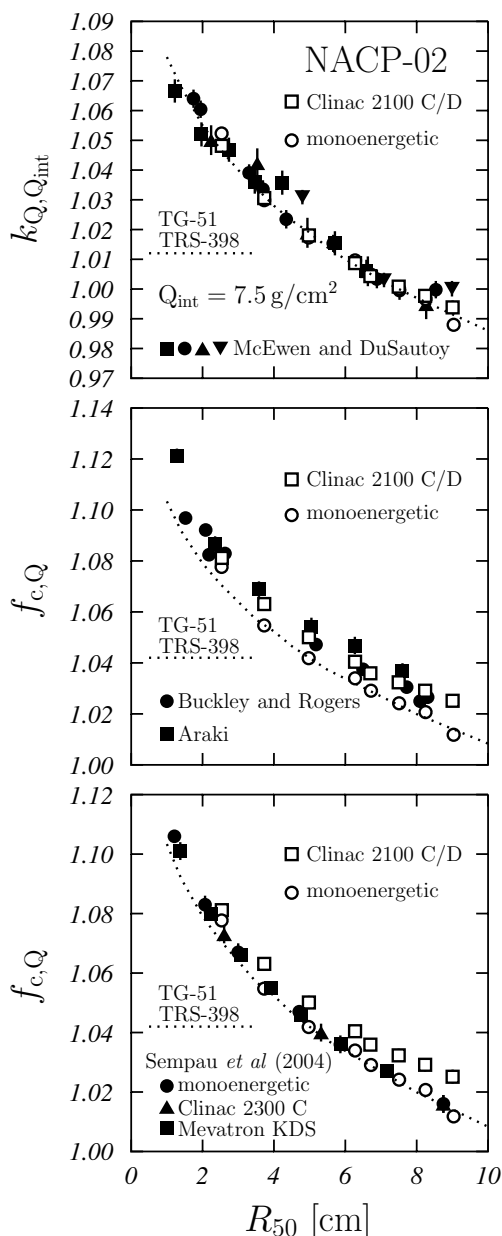 1.09
NACP-02
1.08
1.07
Clinac 2100 C/D
1.06
monoenergetic
1.05
1.04
k_{Q,Q_{int}}
1.03
TG-51
1.02
TRS-398
1.01
1.00
Q_{int} = 7.5 g/cm²
0.99
0.98
McEwen and DuSautoy
0.97
1.14
1.12
Clinac 2100 C/D
1.10
monoenergetic
1.08
f_{c,Q}
1.06
TG-51
TRS-398
1.04
Buckley and Rogers
1.02
Araki
1.00
1.12
Clinac 2100 C/D
1.10
monoenergetic
1.08
f_{c,Q}
1.06
TG-51
TRS-398
1.04
Sempau et al (2004)
monoenergetic
1.02
Clinac 2300 C
Mevatron KDS
1.00
0 2 4 6 8 10
R₅₀ [cm]